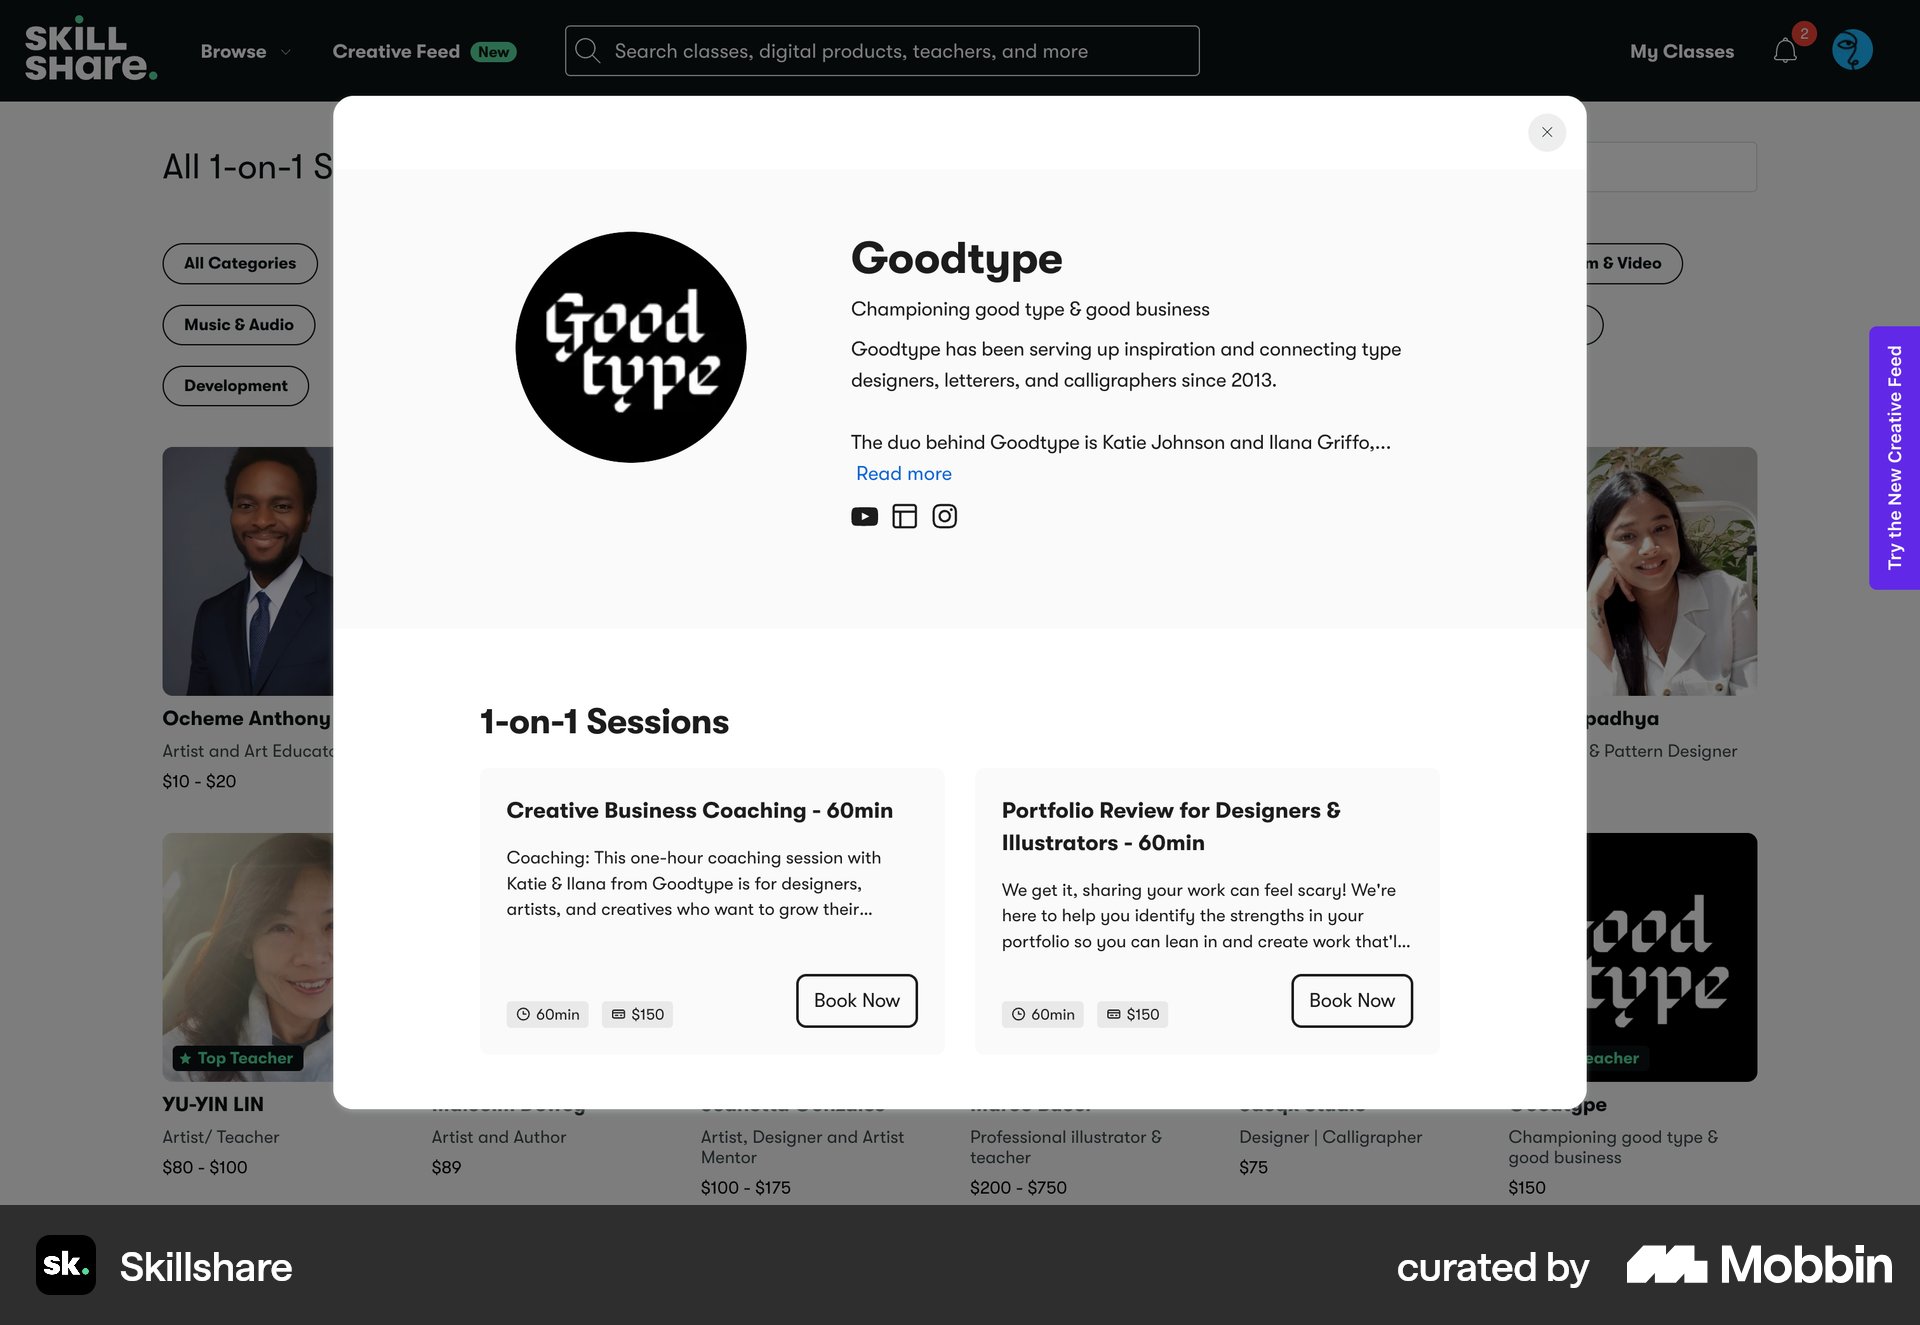 SKILL
SHARE.
Browse
Creative Feed
New
Search classes, digital products, teachers, and more
My Classes
2
All 1-on-1 S
All Categories
m & Video
Music & Audio
Development
Try the New Creative Feed
Good
type
Goodtype
Championing good type & good business
Goodtype has been serving up inspiration and connecting type
designers, letterers, and calligraphers since 2013.
The duo behind Goodtype is Katie Johnson and Ilana Griffo,...
Read more
Ocheme Anthony
Artist and Art Educato
$10 - $20
padhya
& Pattern Designer
1-on-1 Sessions
Creative Business Coaching - 60min
Coaching: This one-hour coaching session with
Katie & Ilana from Goodtype is for designers,
artists, and creatives who want to grow their...
60min
$150
Book Now
Portfolio Review for Designers &
Illustrators - 60min
We get it, sharing your work can feel scary! We're
here to help you identify the strengths in your
portfolio so you can lean in and create work that'l...
60min
$150
Book Now
Top Teacher
ood
type
eacher
YU-YIN LIN
Artist/ Teacher
$80 - $100
Artist and Author
$89
Artist, Designer and Artist
Mentor
$100 - $175
Professional illustrator &
teacher
$200 - $750
Designer | Calligrapher
$75
Goodtype
Championing good type &
good business
$150
sk.
Skillshare
curated by
Mobbin